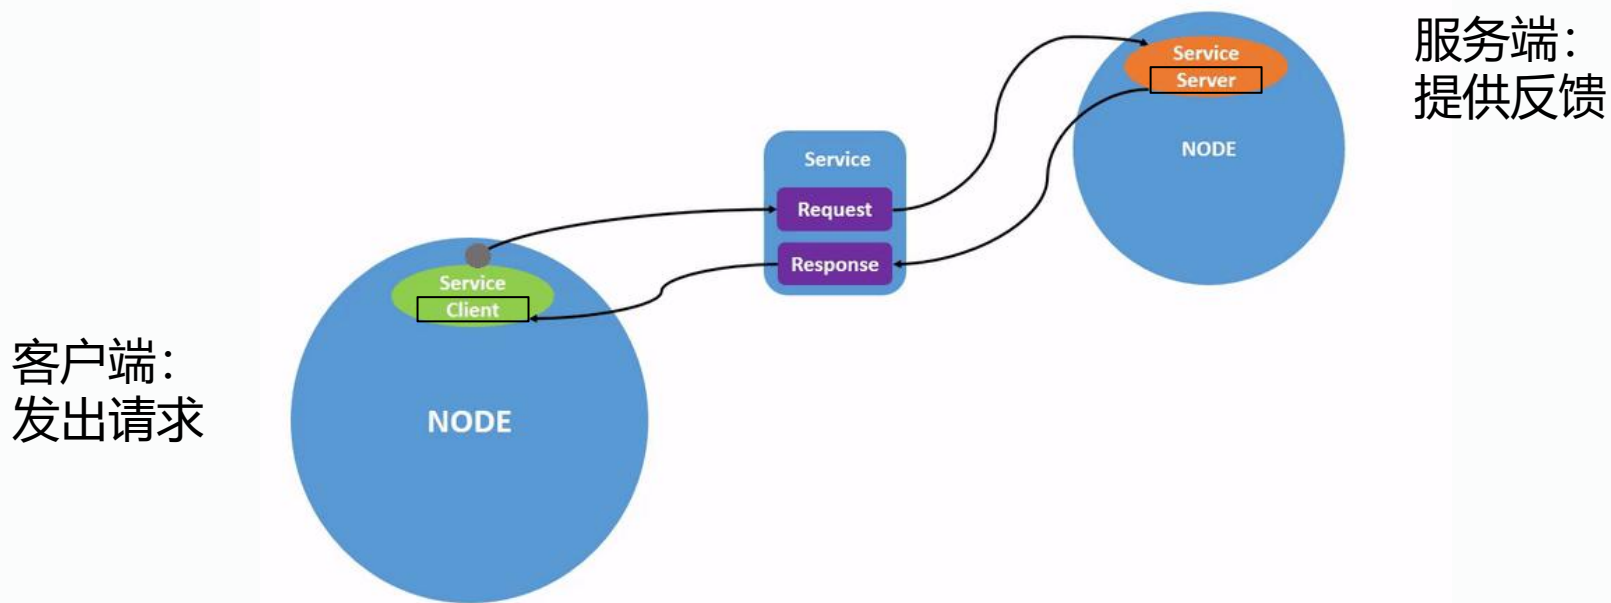 服务端：
提供反馈
Service
Server
NODE
Service
Request
Response
Service
Client
NODE
客户端：
发出请求